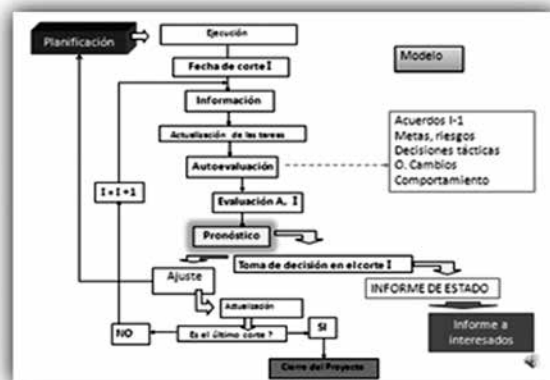 Planificación
Ejecución
Modelo
Fecha de corte I
Información
Actualización de las tareas
Acuerdos I-1
Metas, riesgos
Decisiones tácticas
O. Cambios
Comportamiento
Autoevaluación
I = I +1
Evaluación A, I
Pronóstico
Toma de decisión en el corte I
Ajuste
INFORME DE ESTADO
Actualización
NO
Es el último corte ?
SI
Informe a
interesados
Cierre del Proyecto